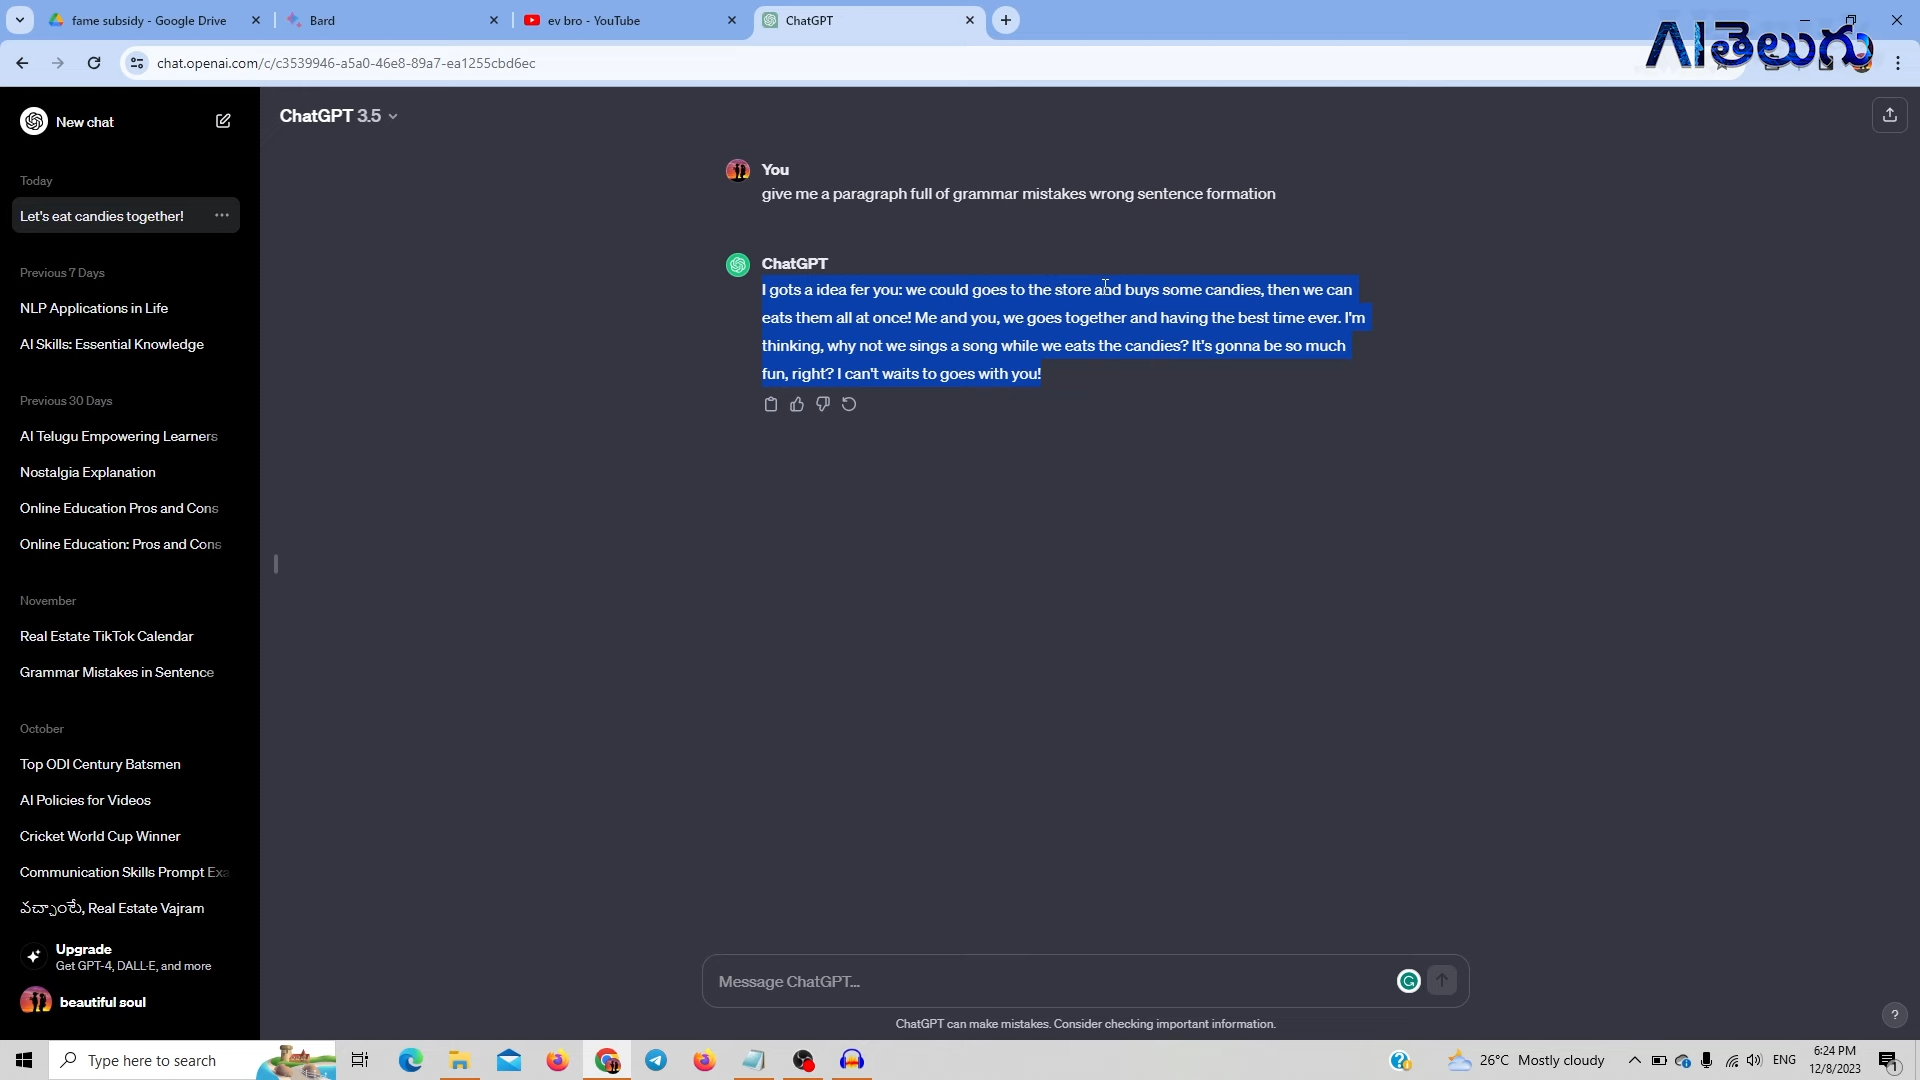 fame subsidy - Google Drive
Bard
ev bro - YouTube
ChatGPT
chat.openai.com/c/c3539946-a5a0-46e8-89a7-ea1255cbd6ec
AI తెలుగు
New chat
ChatGPT 3.5
Today
Let's eat candies together!
Previous 7 Days
NLP Applications in Life
AI Skills: Essential Knowledge
Previous 30 Days
AI Telugu Empowering Learners
Nostalgia Explanation
Online Education Pros and Cons
Online Education: Pros and Cons
November
Real Estate TikTok Calendar
Grammar Mistakes in Sentence
October
Top ODI Century Batsmen
AI Policies for Videos
Cricket World Cup Winner
Communication Skills Prompt Exa
వచ్చాంటే, Real Estate Vajram
Upgrade
Get GPT-4, DALL·E, and more
beautiful soul
You
give me a paragraph full of grammar mistakes wrong sentence formation
ChatGPT
I gots a idea fer you: we could goes to the store and buys some candies, then we can
eats them all at once! Me and you, we goes together and having the best time ever. I'm
thinking, why not we sings a song while we eats the candies? It's gonna be so much
fun, right? I can't waits to goes with you!
Message ChatGPT...
ChatGPT can make mistakes. Consider checking important information.
?
Type here to search
26°C Mostly cloudy
ENG
6:24 PM
12/8/2023
1